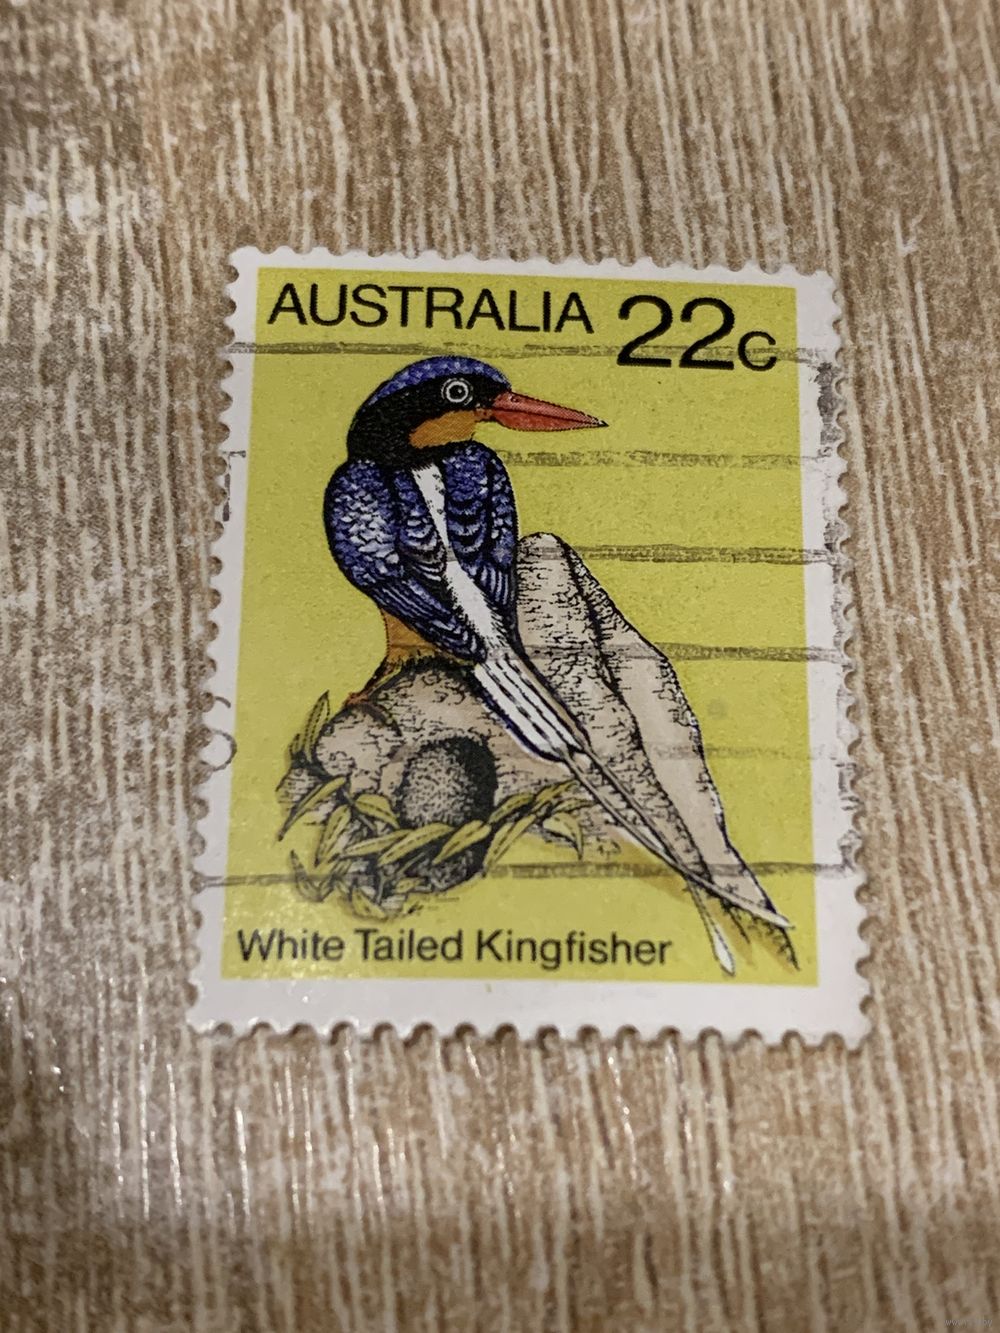 AUSTRALIA 22c
White Tailed Kingfisher